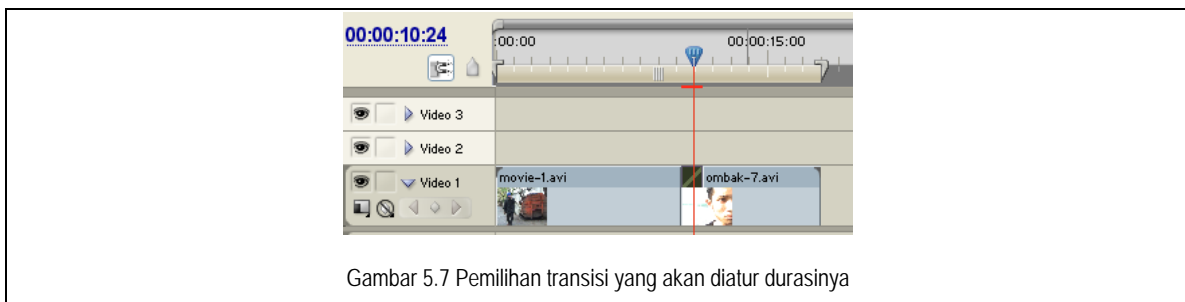 00:00:10:24
:00:00
00:00:15:00
Video 3
Video 2
Video 1
movie-1.avi
ombak-7.avi
Gambar 5.7 Pemilihan transisi yang akan diatur durasinya